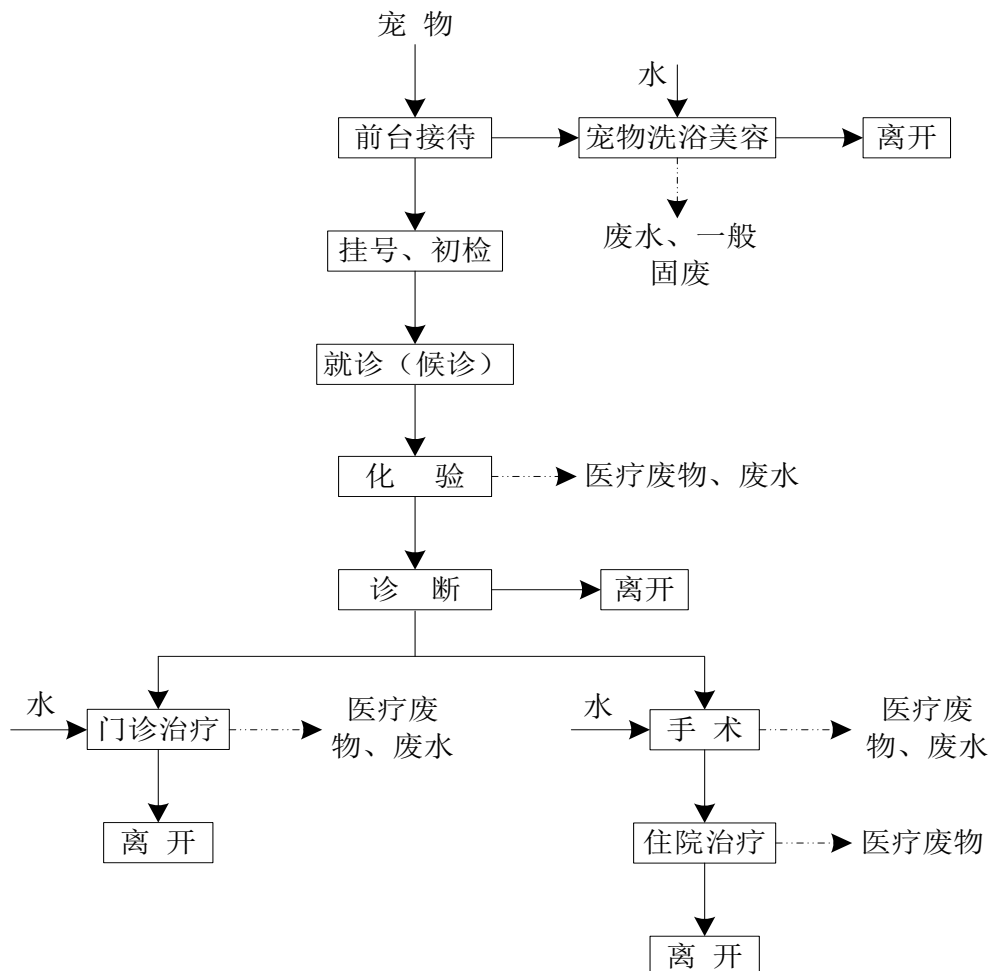 宠 物
水
前台接待
宠物洗浴美容
离开
废水、一般
固废
挂号、初检
就诊（候诊）
化 验
医疗废物、废水
诊 断
离开
水
门诊治疗
医疗废
物、废水
水
手 术
医疗废
物、废水
离 开
住院治疗
医疗废物
离 开